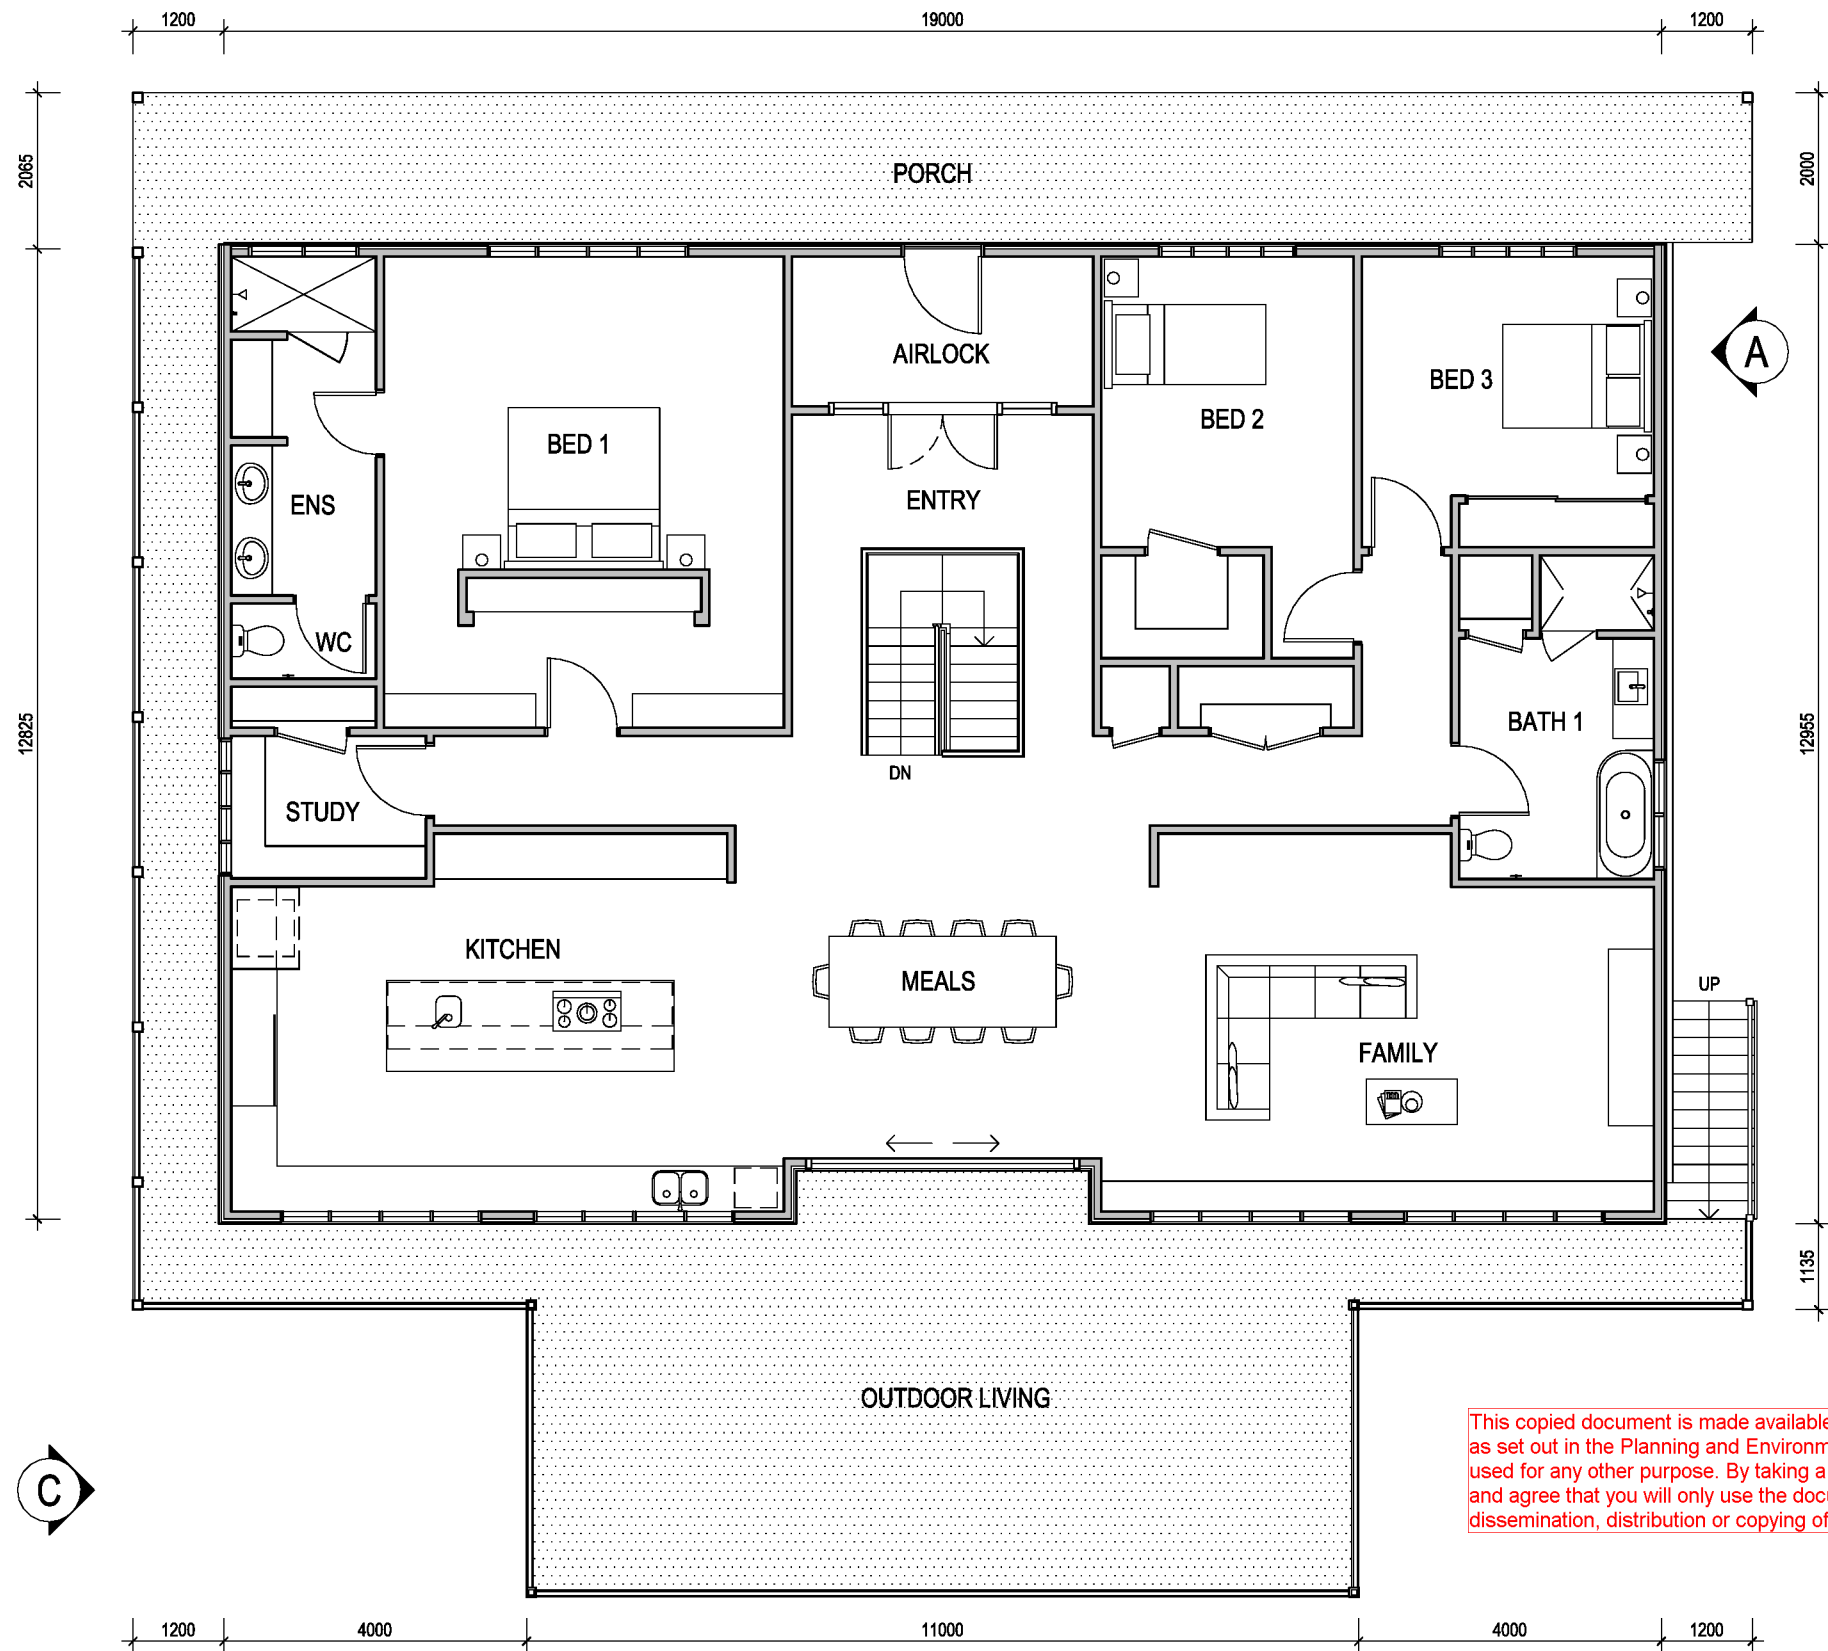 1200 19000 1200
2065
2000
PORCH
AIRLOCK
A
BED 3
BED 2
BED 1
ENTRY
ENS
WC
12825
12955
BATH 1
DN
STUDY
KITCHEN
MEALS
UP
FAMILY
1135
OUTDOOR LIVING
C
This copied document is made available
as set out in the Planning and Environm
used for any other purpose. By taking a
and agree that you will only use the docu
dissemination, distribution or copying of
1200 4000 11000 4000 1200